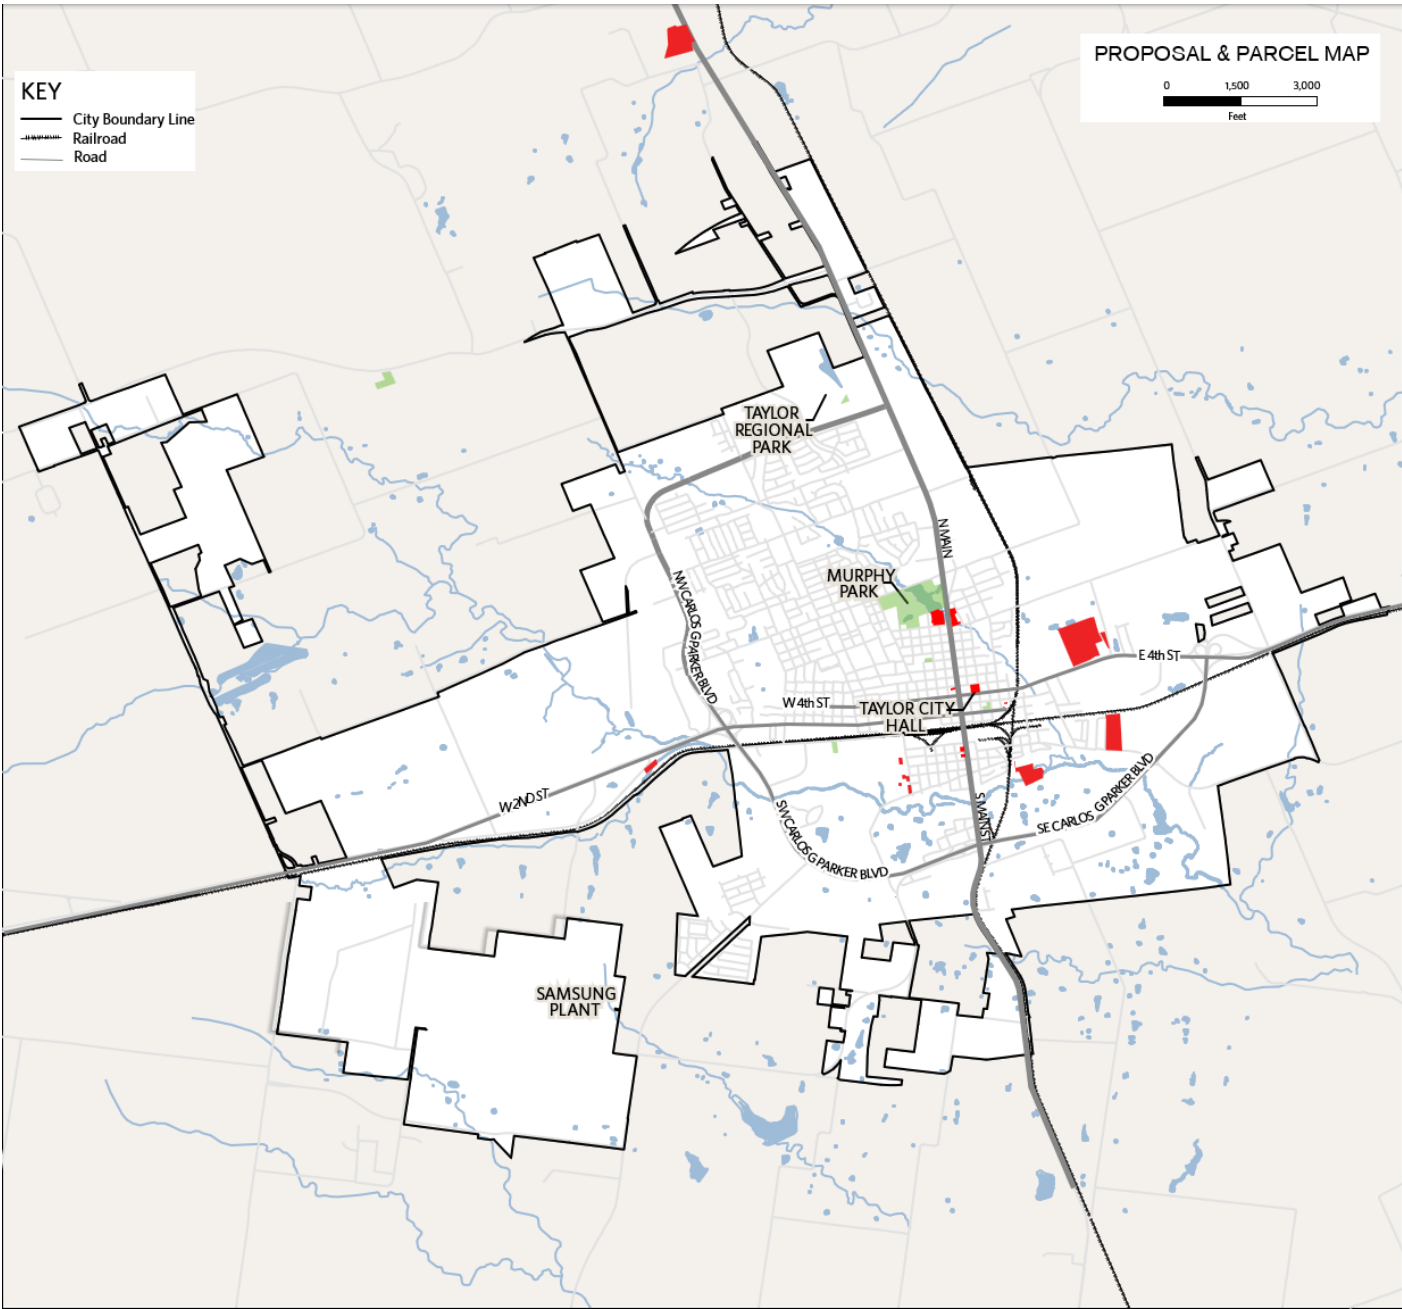 PROPOSAL & PARCEL MAP
0 1,500 3,000
Feet
KEY
City Boundary Line
Railroad
Road
TAYLOR
REGIONAL
PARK
N MAIN
MURPHY
PARK
NW CARLOS G PARKER BLVD
E 4th ST
W 4th ST
TAYLOR CITY
HALL
W 2ND ST
S MAIN ST
SE CARLOS G PARKER BLVD
SW CARLOS G PARKER BLVD
SAMSUNG
PLANT